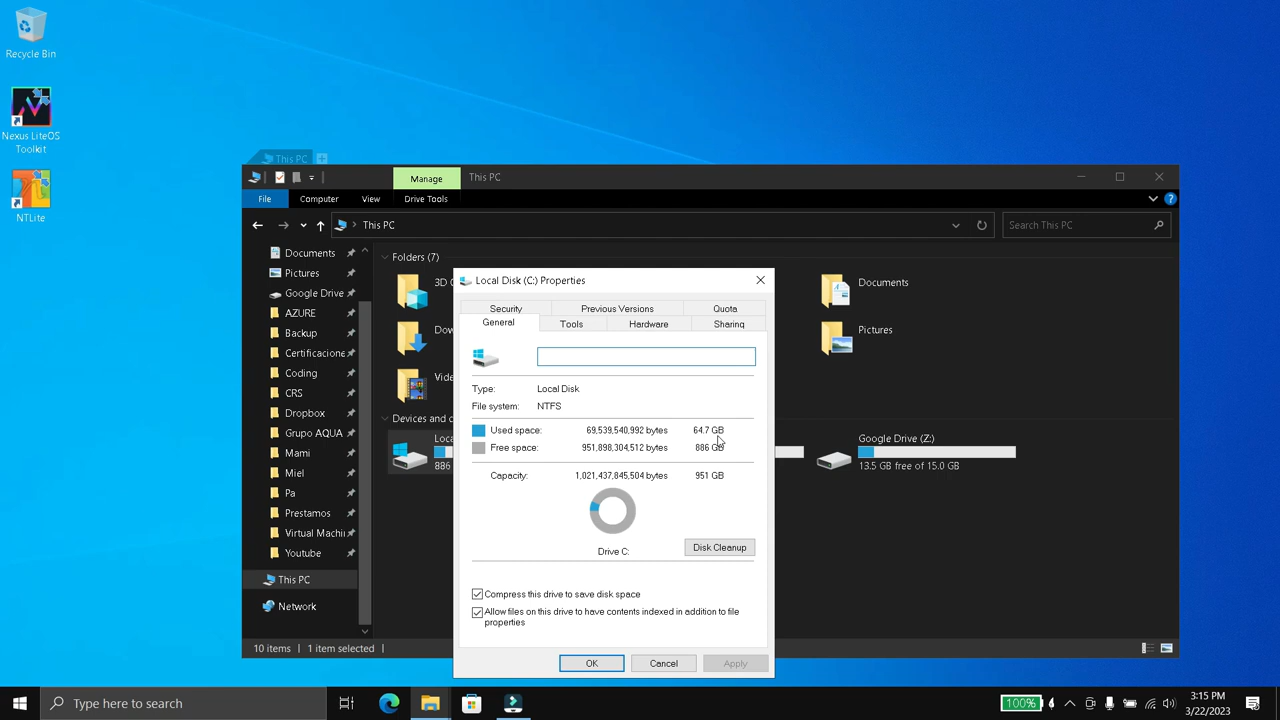 Recycle Bin
Nexus LiteOS
Toolkit
NTLite
This PC
Manage
This PC
File
Computer
View
Drive Tools
This PC
Search This PC
Documents
Pictures
Google Drive
AZURE
Backup
Certificacione
Coding
CRS
Dropbox
Grupo AQUA
Mami
Miel
Pa
Prestamos
Virtual Machi
Youtube
This PC
Network
Folders (7)
3D
Documents
Pictures
Google Drive (Z:)
13.5 GB free of 15.0 GB
886
10 items
1 item selected
Local Disk (C:) Properties
Security
Previous Versions
Quota
General
Tools
Hardware
Sharing
Type:
Local Disk
File system:
NTFS
Used space:
69,539,540,992 bytes
64.7 GB
Free space:
951,898,304,512 bytes
886 GB
Capacity:
1,021,437,845,504 bytes
951 GB
Drive C:
Disk Cleanup
Compress this drive to save disk space
Allow files on this drive to have contents indexed in addition to file
properties
OK
Cancel
Apply
Type here to search
100%
3:15 PM
3/22/2023